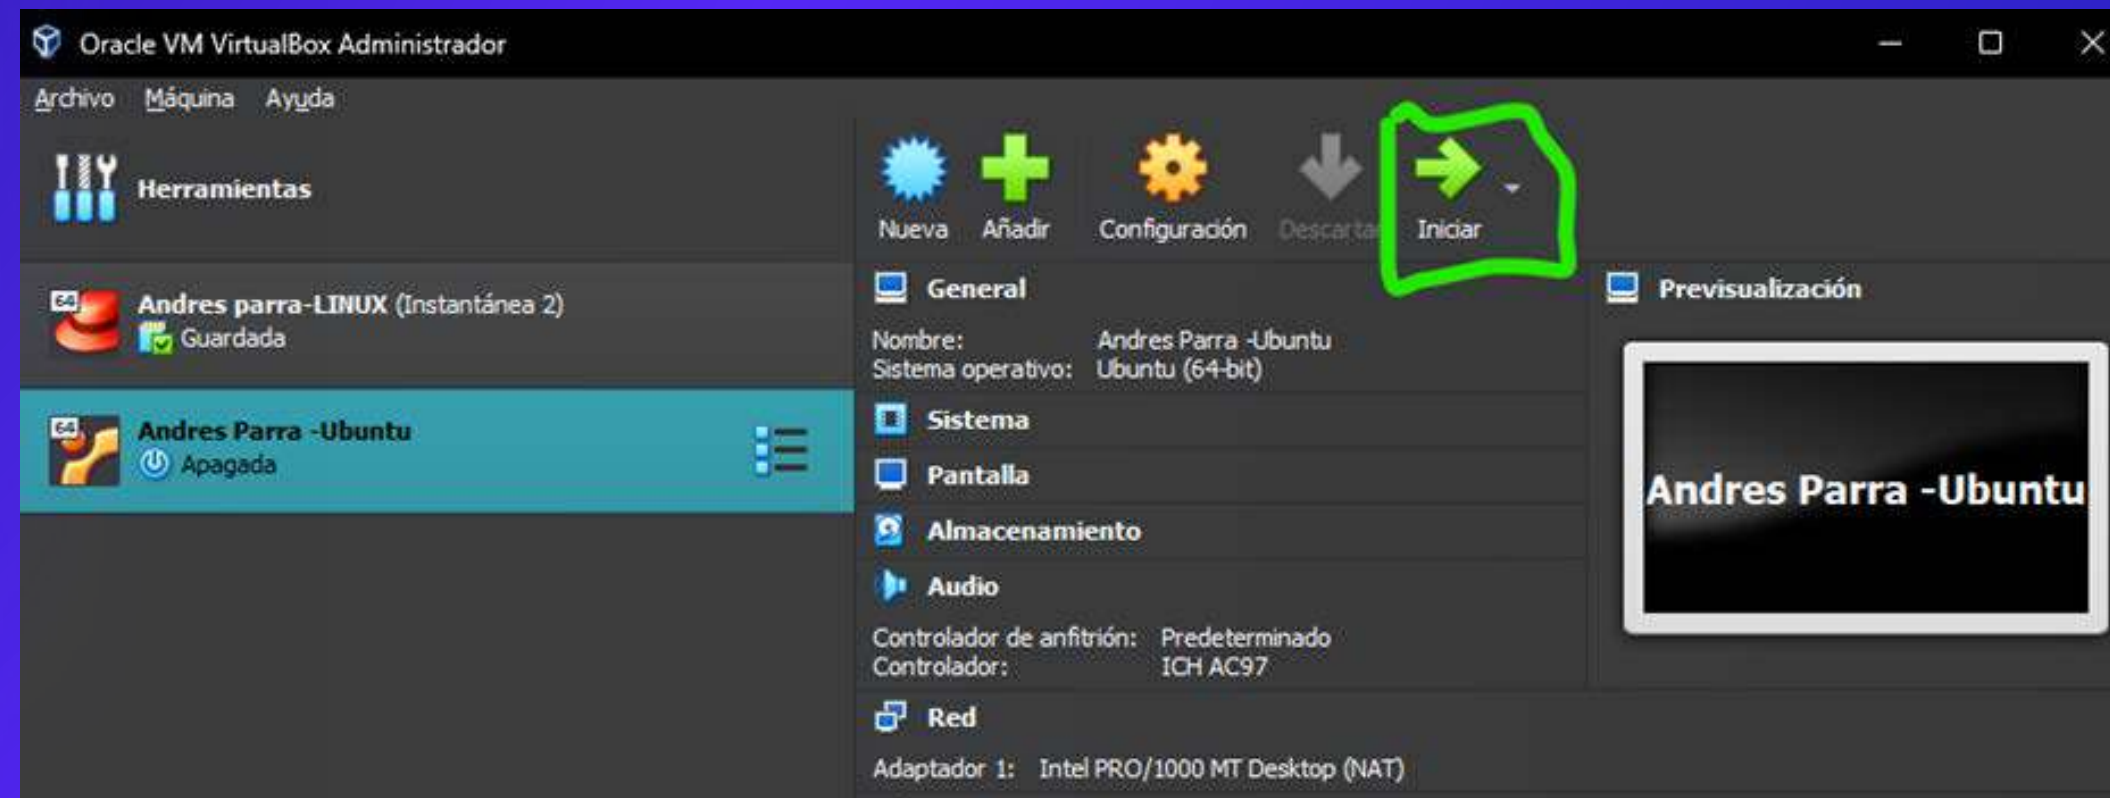 Oracle VM VirtualBox Administrador
Archivo Máquina Ayuda
Herramientas
Nueva Añadir Configuración Descartar Iniciar
Andres parra-LINUX (Instantánea 2)
Guardada
Andres Parra -Ubuntu
Apagada
General
Nombre: Andres Parra -Ubuntu
Sistema operativo: Ubuntu (64-bit)
Sistema
Pantalla
Almacenamiento
Audio
Controlador de anfitrión: Predeterminado
Controlador: ICH AC97
Red
Adaptador 1: Intel PRO/1000 MT Desktop (NAT)
Previsualización
Andres Parra -Ubuntu
64
64